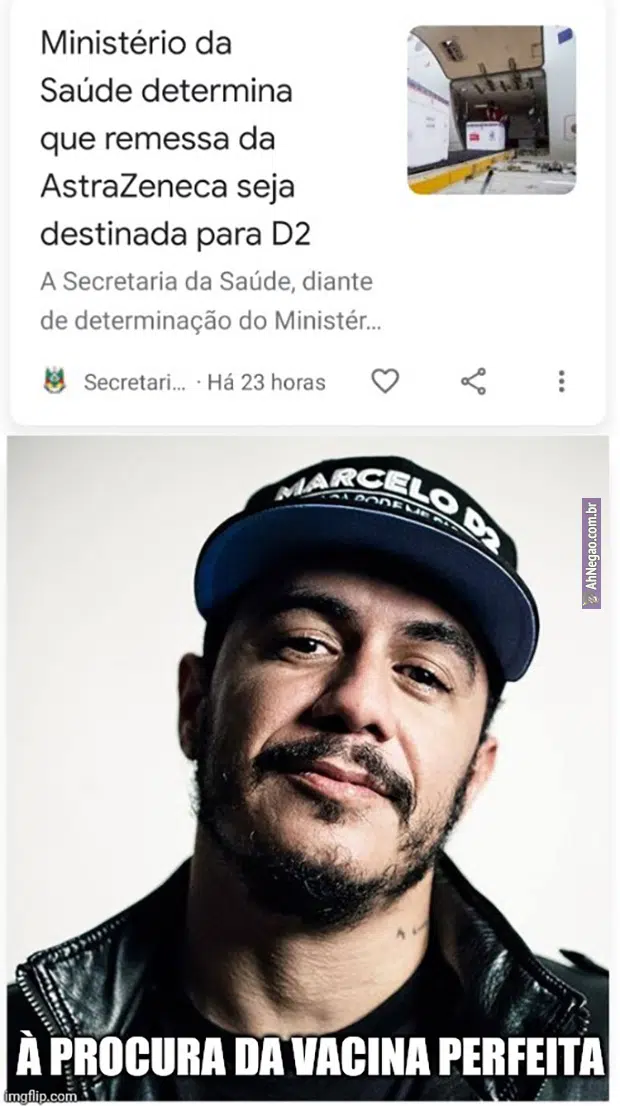 Ministério da
Saúde determina
que remessa da
AstraZeneca seja
destinada para D2
A Secretaria da Saúde, diante
de determinação do Ministér...
Secretari... · Há 23 horas
MARCELO D2
AhNegao.com.br
À PROCURA DA VACINA PERFEITA
imgflip.com